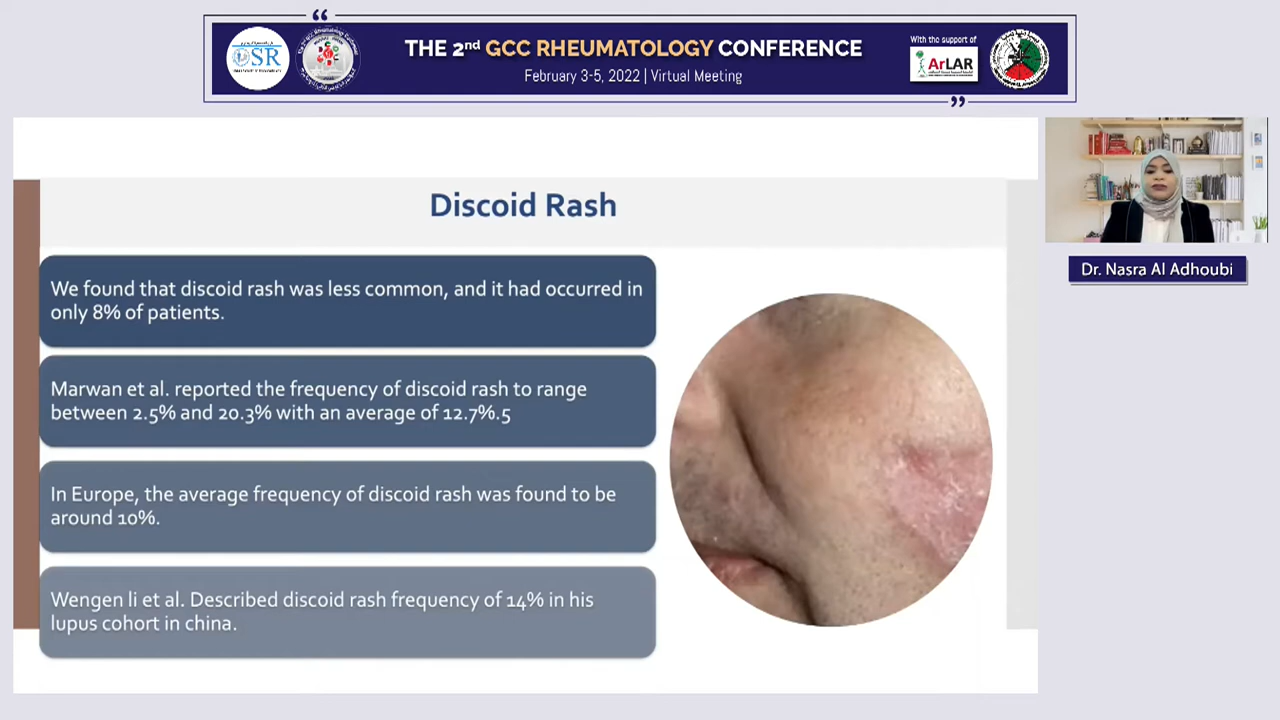 “
THE 2nd GCC RHEUMATOLOGY CONFERENCE
February 3-5, 2022 | Virtual Meeting
With the support of
OSR
ArLAR
”
Discoid Rash
We found that discoid rash was less common, and it had occurred in
only 8% of patients.
Marwan et al. reported the frequency of discoid rash to range
between 2.5% and 20.3% with an average of 12.7%.5
In Europe, the average frequency of discoid rash was found to be
around 10%.
Wengen li et al. Described discoid rash frequency of 14% in his
lupus cohort in china.
Dr. Nasra Al Adhoubi